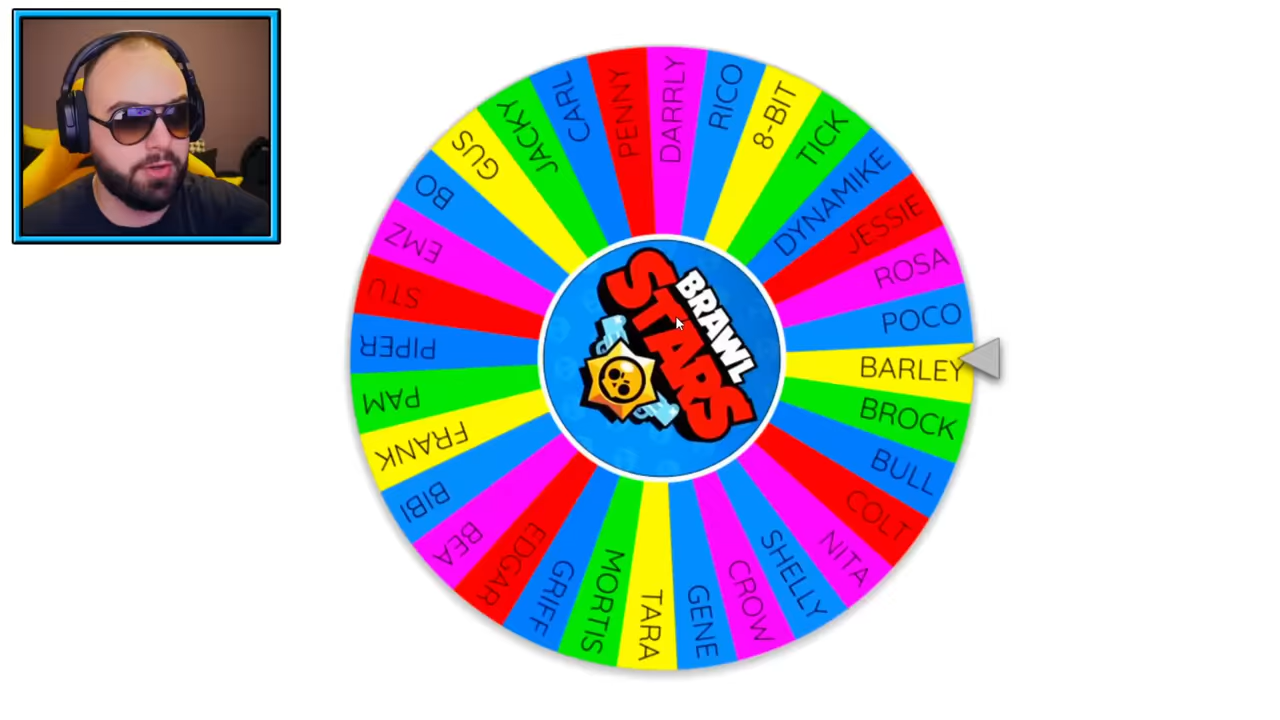 DARRLY
RICO
8-BIT
TICK
DYNAMIKE
JESSIE
ROSA
POCO
BARLEY
BROCK
BULL
COLT
NITA
SHELLY
CROW
GENE
TARA
MORTIS
GRIFF
EDGAR
BEA
BIBI
FRANK
PAM
PIPER
STU
EMZ
BO
GUS
JACKY
CARL
PENNY
BRAWL
STARS